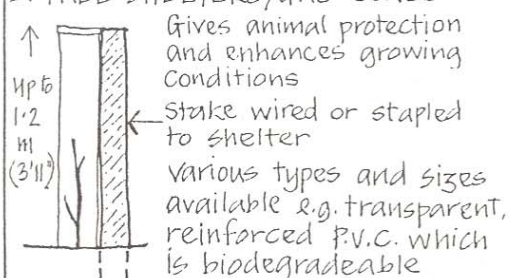 Gives animal protection
and enhances growing
Conditions
Stake wired or stapled
to shelter
Various types and sizes
available e.g. transparent,
reinforced P.V.C. which
is biodegradeable
up to
1·2
m
(3'11")